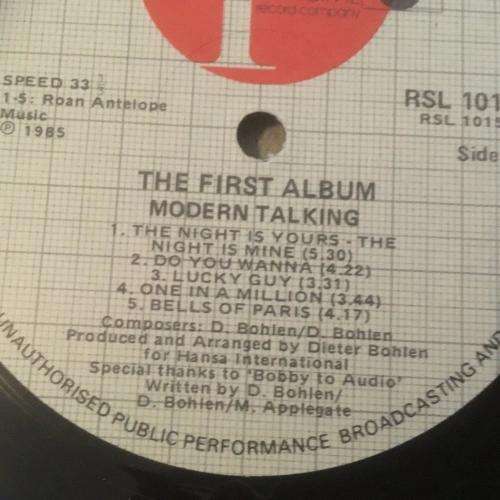 record company
SPEED 33 1/3
1-5: Roan Antelope
Music
℗ 1985
RSL 101
RSL 1015
Side
THE FIRST ALBUM
MODERN TALKING
1. THE NIGHT IS YOURS - THE
NIGHT IS MINE (5.30)
2. DO YOU WANNA (4.22)
3. LUCKY GUY (3.31)
4. ONE IN A MILLION (3.44)
5. BELLS OF PARIS (4.17)
Composers: D. Bohlen/D. Bohlen
Produced and Arranged by Dieter Bohlen
for Hansa International
Special thanks to 'Bobby to Audio'
Written by D. Bohlen/
D. Bohlen/M. Applegate
UNAUTHORISED PUBLIC PERFORMANCE BROADCASTING AND